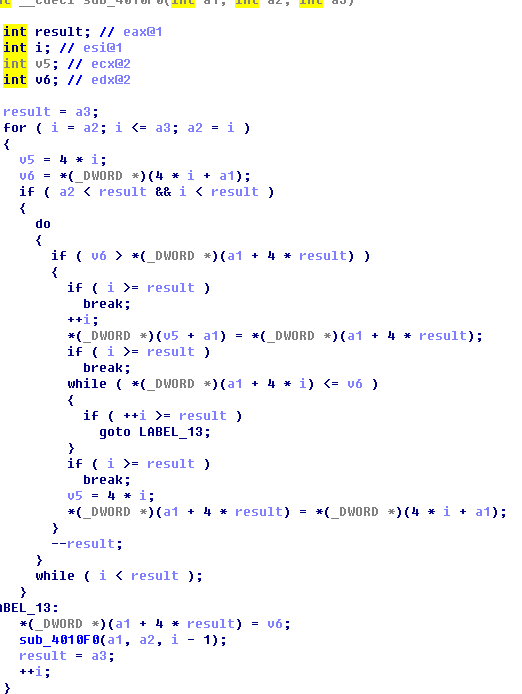 __cdecl sub_4010F0(int a1, int a2, int a3)
int result; // eax@1
int i; // esi@1
int v5; // ecx@2
int v6; // edx@2
result = a3;
for ( i = a2; i <= a3; a2 = i )
{
v5 = 4 * i;
v6 = *(_DWORD *)(4 * i + a1);
if ( a2 < result && i < result )
{
do
{
if ( v6 > *(_DWORD *)(a1 + 4 * result) )
{
if ( i >= result )
break;
++i;
*(_DWORD *)(v5 + a1) = *(_DWORD *)(a1 + 4 * result);
if ( i >= result )
break;
while ( *(_DWORD *)(a1 + 4 * i) <= v6 )
{
if ( ++i >= result )
goto LABEL_13;
}
if ( i >= result )
break;
v5 = 4 * i;
*(_DWORD *)(a1 + 4 * result) = *(_DWORD *)(4 * i + a1);
}
--result;
}
while ( i < result );
}
ABEL_13:
*(_DWORD *)(a1 + 4 * result) = v6;
sub_4010F0(a1, a2, i - 1);
result = a3;
++i;
}